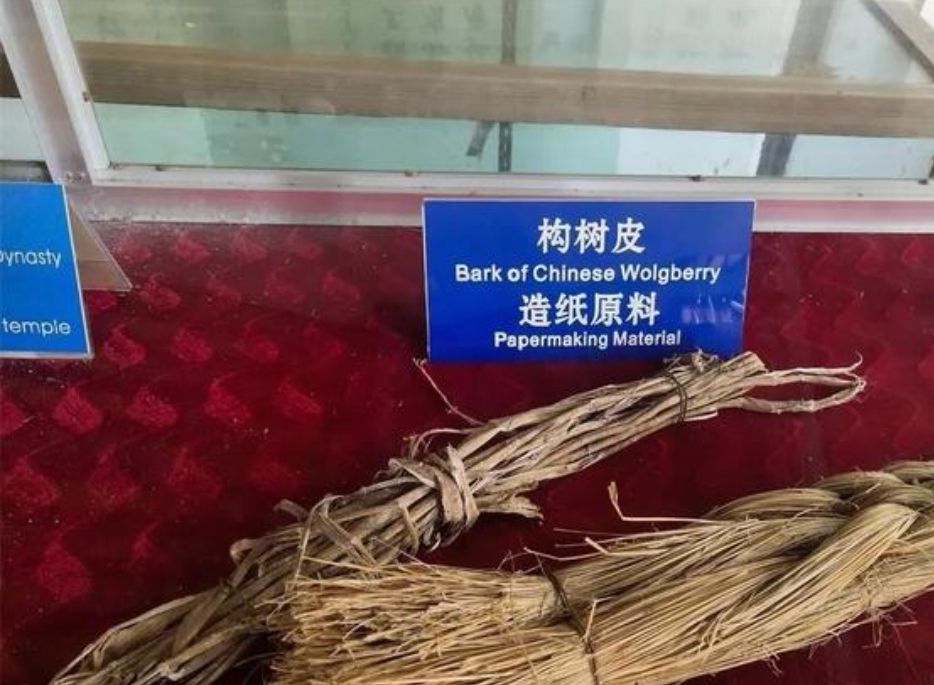 ynasty
temple
构树皮
Bark of Chinese Wolgberry
造纸原料
Papermaking Material